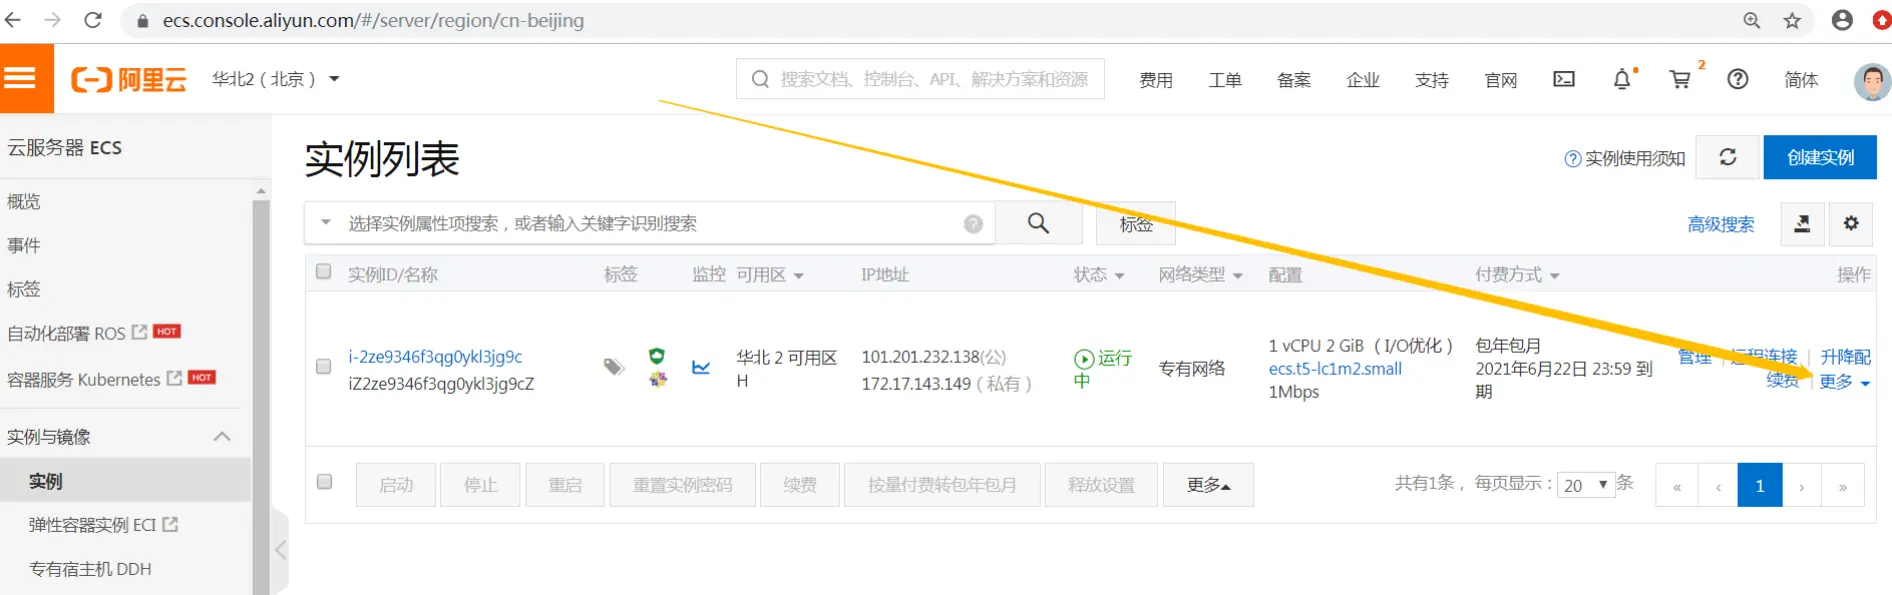 ecs.console.aliyun.com/#/server/region/cn-beijing
阿里云 华北2（北京） 搜索文档、控制台、API、解决方案和资源 费用 工单 备案 企业 支持 官网 2 简体
云服务器 ECS
概览
事件
标签
自动化部署 ROS HOT
容器服务 Kubernetes HOT
实例与镜像
实例
弹性容器实例 ECI
专有宿主机 DDH
实例列表
实例使用须知 创建实例
选择实例属性项搜索，或者输入关键字识别搜索 标签 高级搜索
实例ID/名称 标签 监控 可用区 IP地址 状态 网络类型 配置 付费方式 操作
i-2ze9346f3qg0ykl3jg9c
iZ2ze9346f3qg0ykl3jg9cZ
华北 2 可用区
H
101.201.232.138(公)
172.17.143.149（私有）
运行
中
专有网络
1 vCPU 2 GiB（I/O优化）
ecs.t5-lc1m2.small
1Mbps
包年包月
2021年6月22日 23:59 到
期
管理 远程连接 升降配
续费 更多
启动 停止 重启 重置实例密码 续费 按量付费转包年包月 释放设置 更多
共有1条， 每页显示： 20 条 « ‹ 1 › »